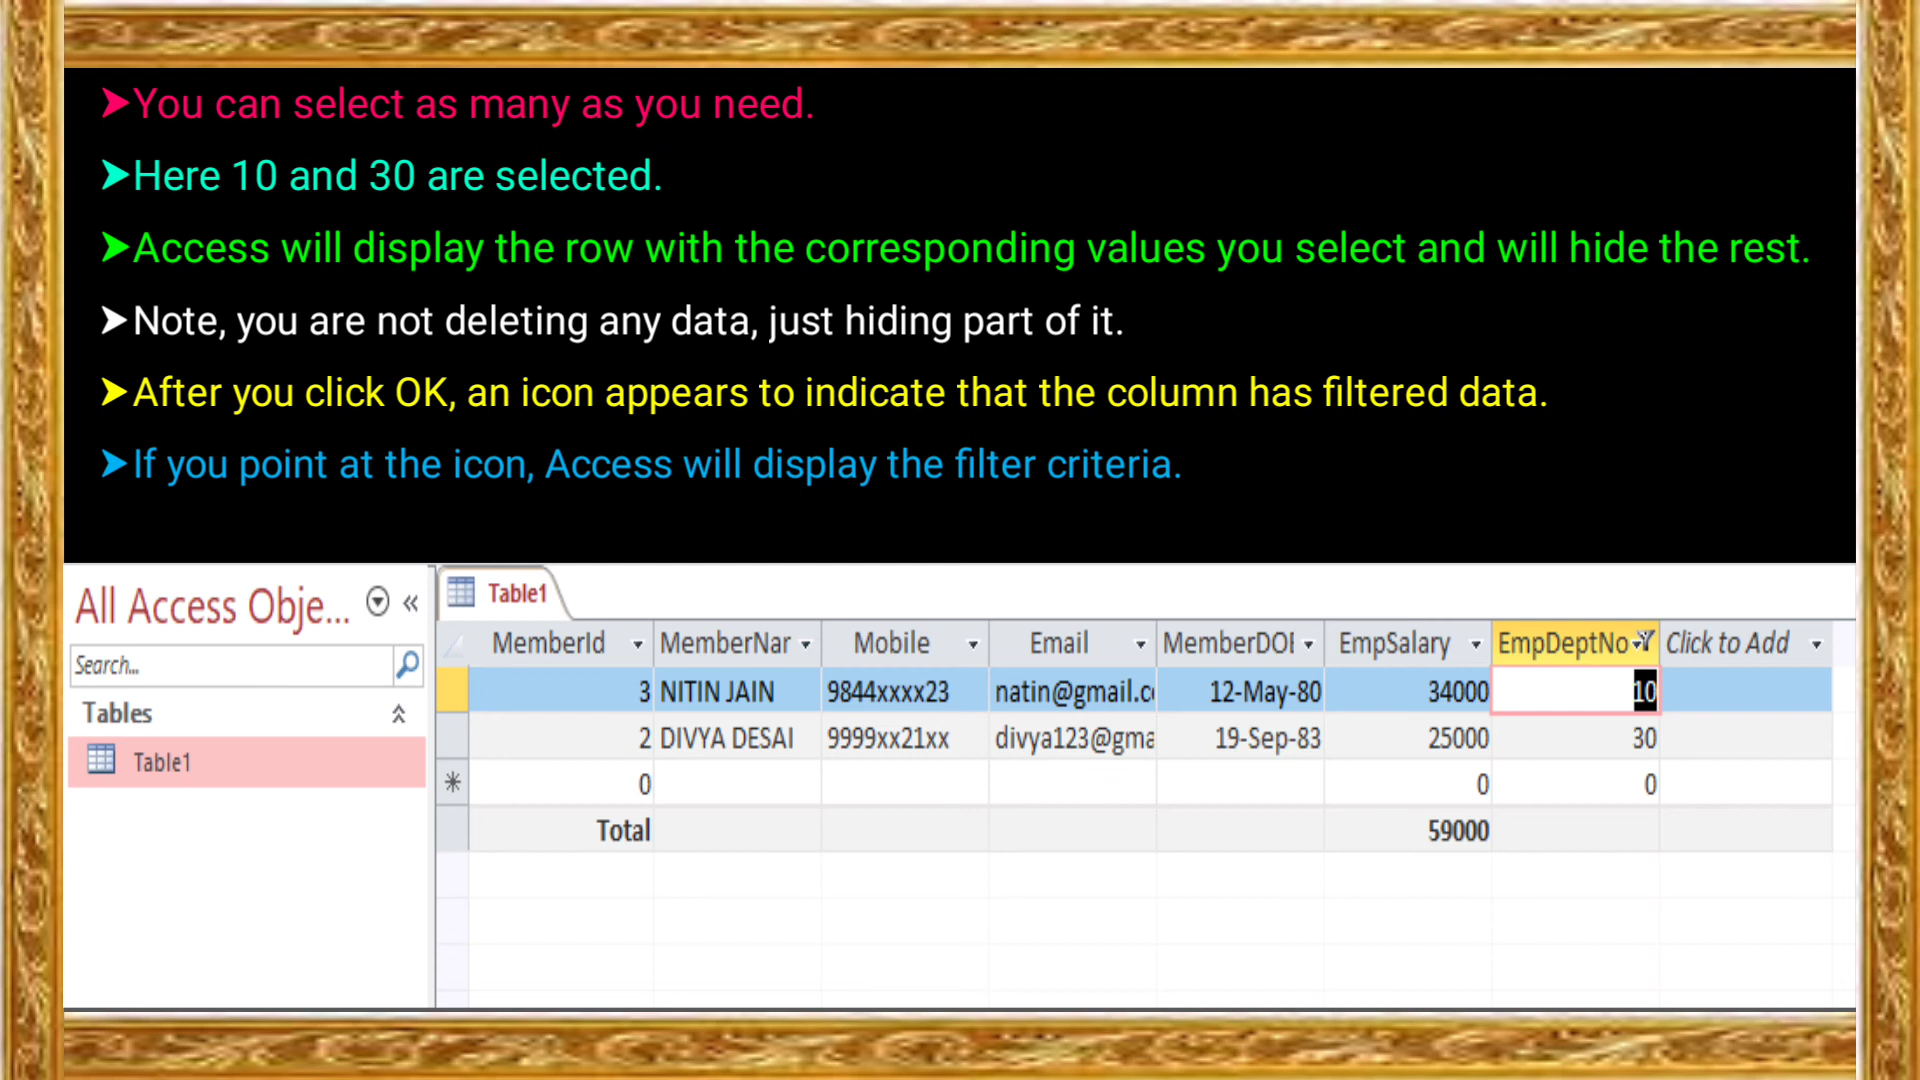 ➤You can select as many as you need.
➤Here 10 and 30 are selected.
➤Access will display the row with the corresponding values you select and will hide the rest.
➤Note, you are not deleting any data, just hiding part of it.
➤After you click OK, an icon appears to indicate that the column has filtered data.
➤If you point at the icon, Access will display the filter criteria.
All Access Obje... «
Search...
Tables
Table1
Table1
MemberId MemberNar Mobile Email MemberDOI EmpSalary EmpDeptNo Click to Add
3 NITIN JAIN 9844xxxx23 natin@gmail.c 12-May-80 34000 10
2 DIVYA DESAI 9999xx21xx divya123@gma 19-Sep-83 25000 30
* 0 0 0
Total 59000